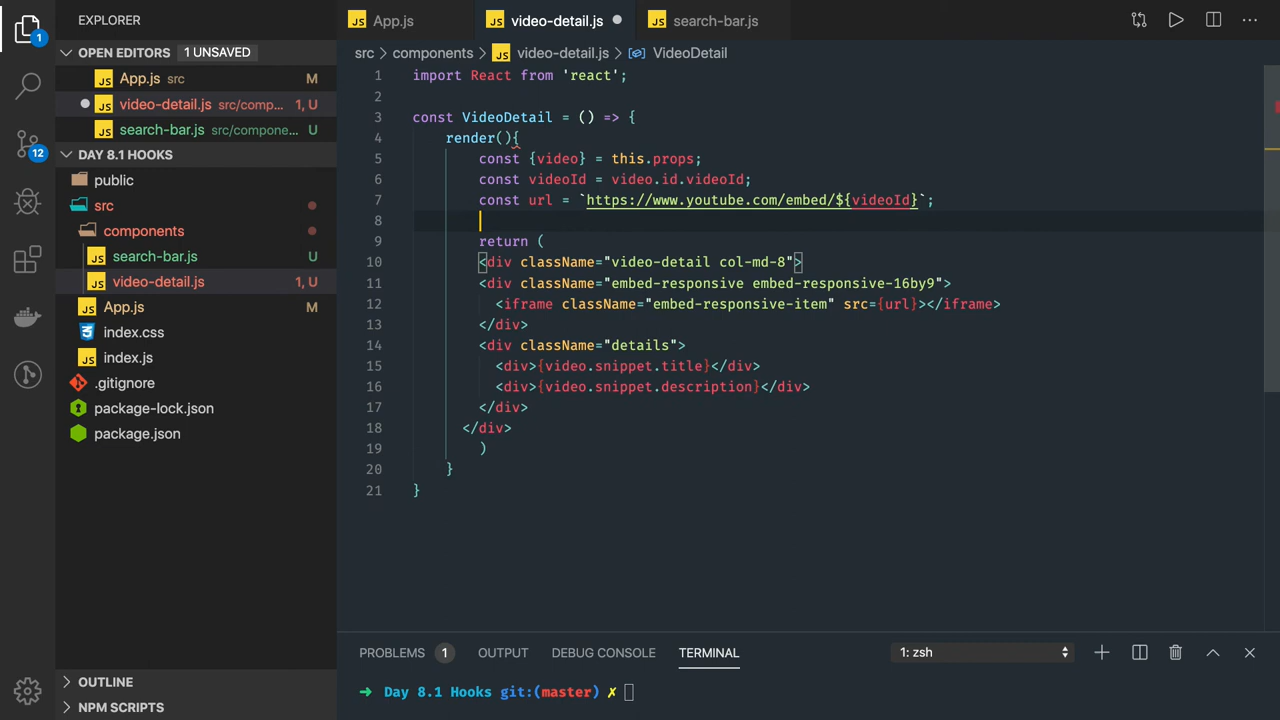 EXPLORER
OPEN EDITORS 1 UNSAVED
App.js src M
video-detail.js src/comp... 1, U
search-bar.js src/compone... U
DAY 8.1 HOOKS
public
src
components
search-bar.js U
video-detail.js 1, U
App.js M
index.css
index.js
.gitignore
package-lock.json
package.json
OUTLINE
NPM SCRIPTS
1
12
App.js video-detail.js search-bar.js
src > components > video-detail.js > VideoDetail
1 import React from 'react';
2
3 const VideoDetail = () => {
4 render(){
5 const {video} = this.props;
6 const videoId = video.id.videoId;
7 const url = `https://www.youtube.com/embed/${videoId}`;
8
9 return (
10 <div className="video-detail col-md-8">
11 <div className="embed-responsive embed-responsive-16by9">
12 <iframe className="embed-responsive-item" src={url}></iframe>
13 </div>
14 <div className="details">
15 <div>{video.snippet.title}</div>
16 <div>{video.snippet.description}</div>
17 </div>
18 </div>
19 )
20 }
21 }
PROBLEMS 1 OUTPUT DEBUG CONSOLE TERMINAL 1: zsh
➜ Day 8.1 Hooks git:(master) ✗